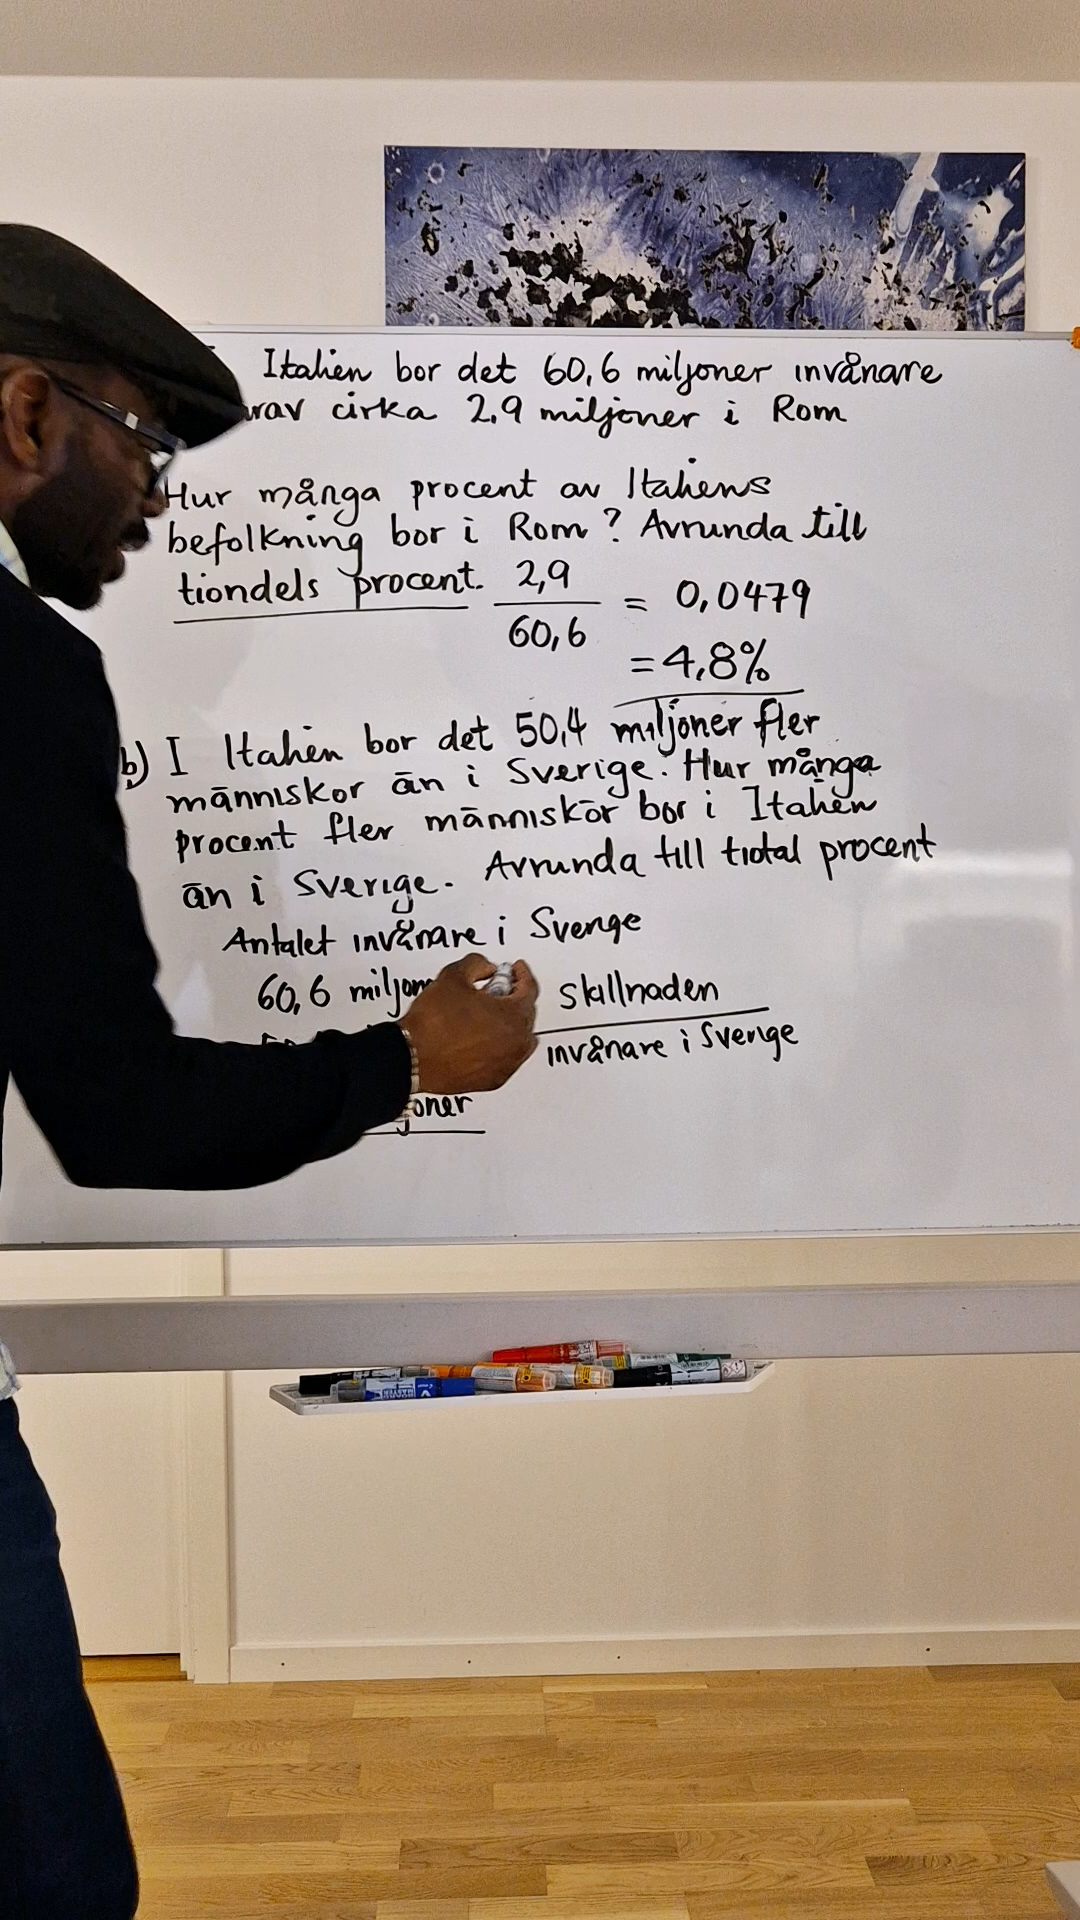 Italien bor det 60,6 miljoner invånare
cirka 2,9 miljoner i Rom
Hur många procent av Italiens
befolkning bor i Rom? Avrunda till
tiondels procent. 2,9
60,6
= 0,0479
= 4,8%
b) I Italien bor det 50,4 miljoner fler
människor än i Sverige. Hur många
procent fler människor bor i Italien
än i Sverige. Avrunda till tiotal procent
Antalet invånare i Sverige
60,6
skillnaden
invånare i Sverige